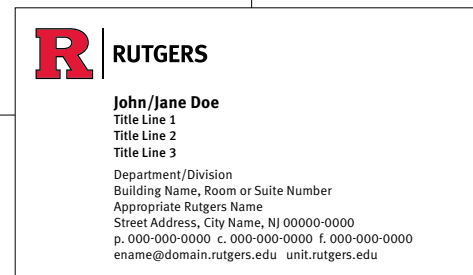 R RUTGERS
John/Jane Doe
Title Line 1
Title Line 2
Title Line 3
Department/Division
Building Name, Room or Suite Number
Appropriate Rutgers Name
Street Address, City Name, NJ 00000-0000
p. 000-000-0000 c. 000-000-0000 f. 000-000-0000
ename@domain.rutgers.edu unit.rutgers.edu